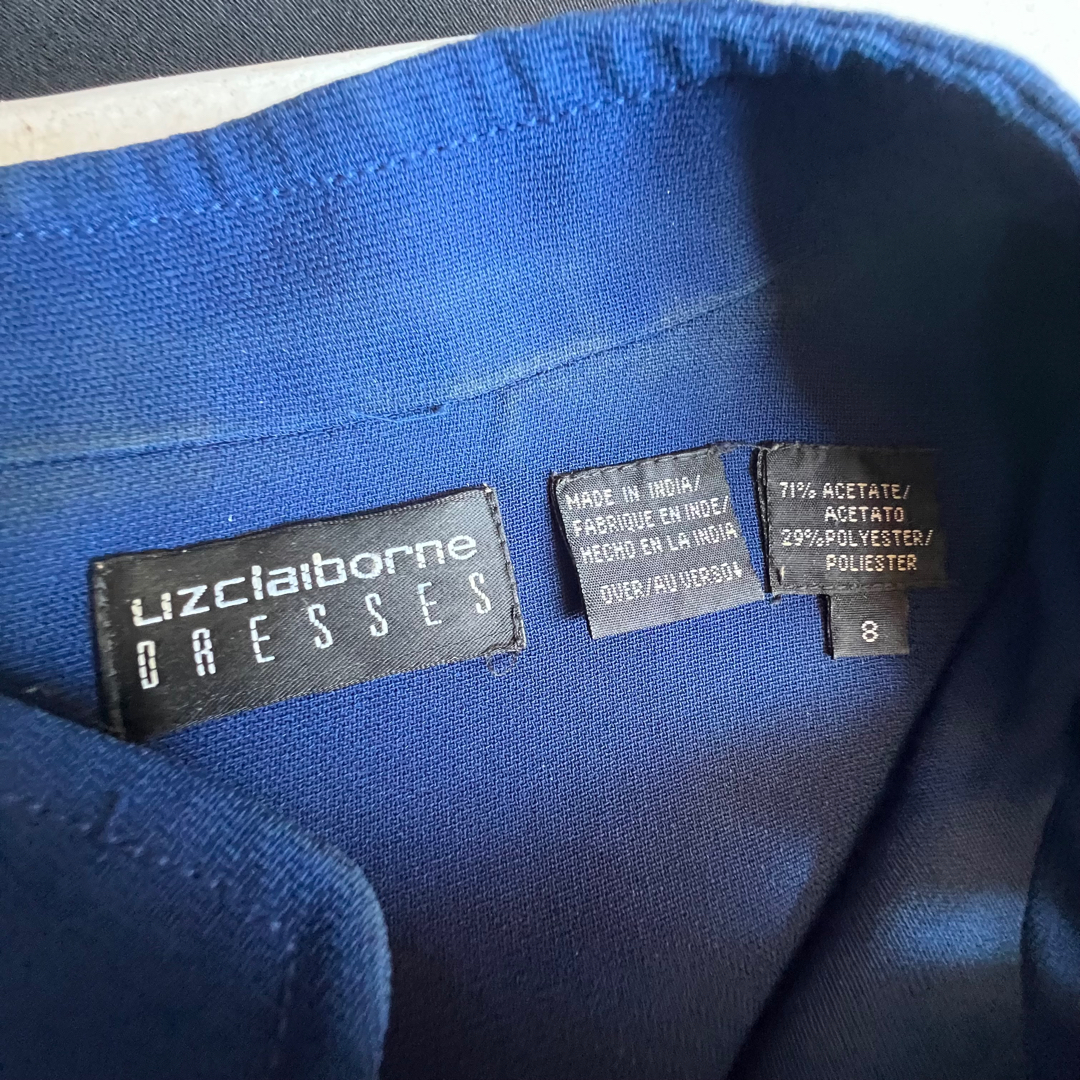 lizclaiborne
DRESSES
MADE IN INDIA/
FABRIQUE EN INDE/
HECHO EN LA INDIA
OVER/AU VERSO
71% ACETATE/
ACETATO
29% POLYESTER/
POLIESTER
8